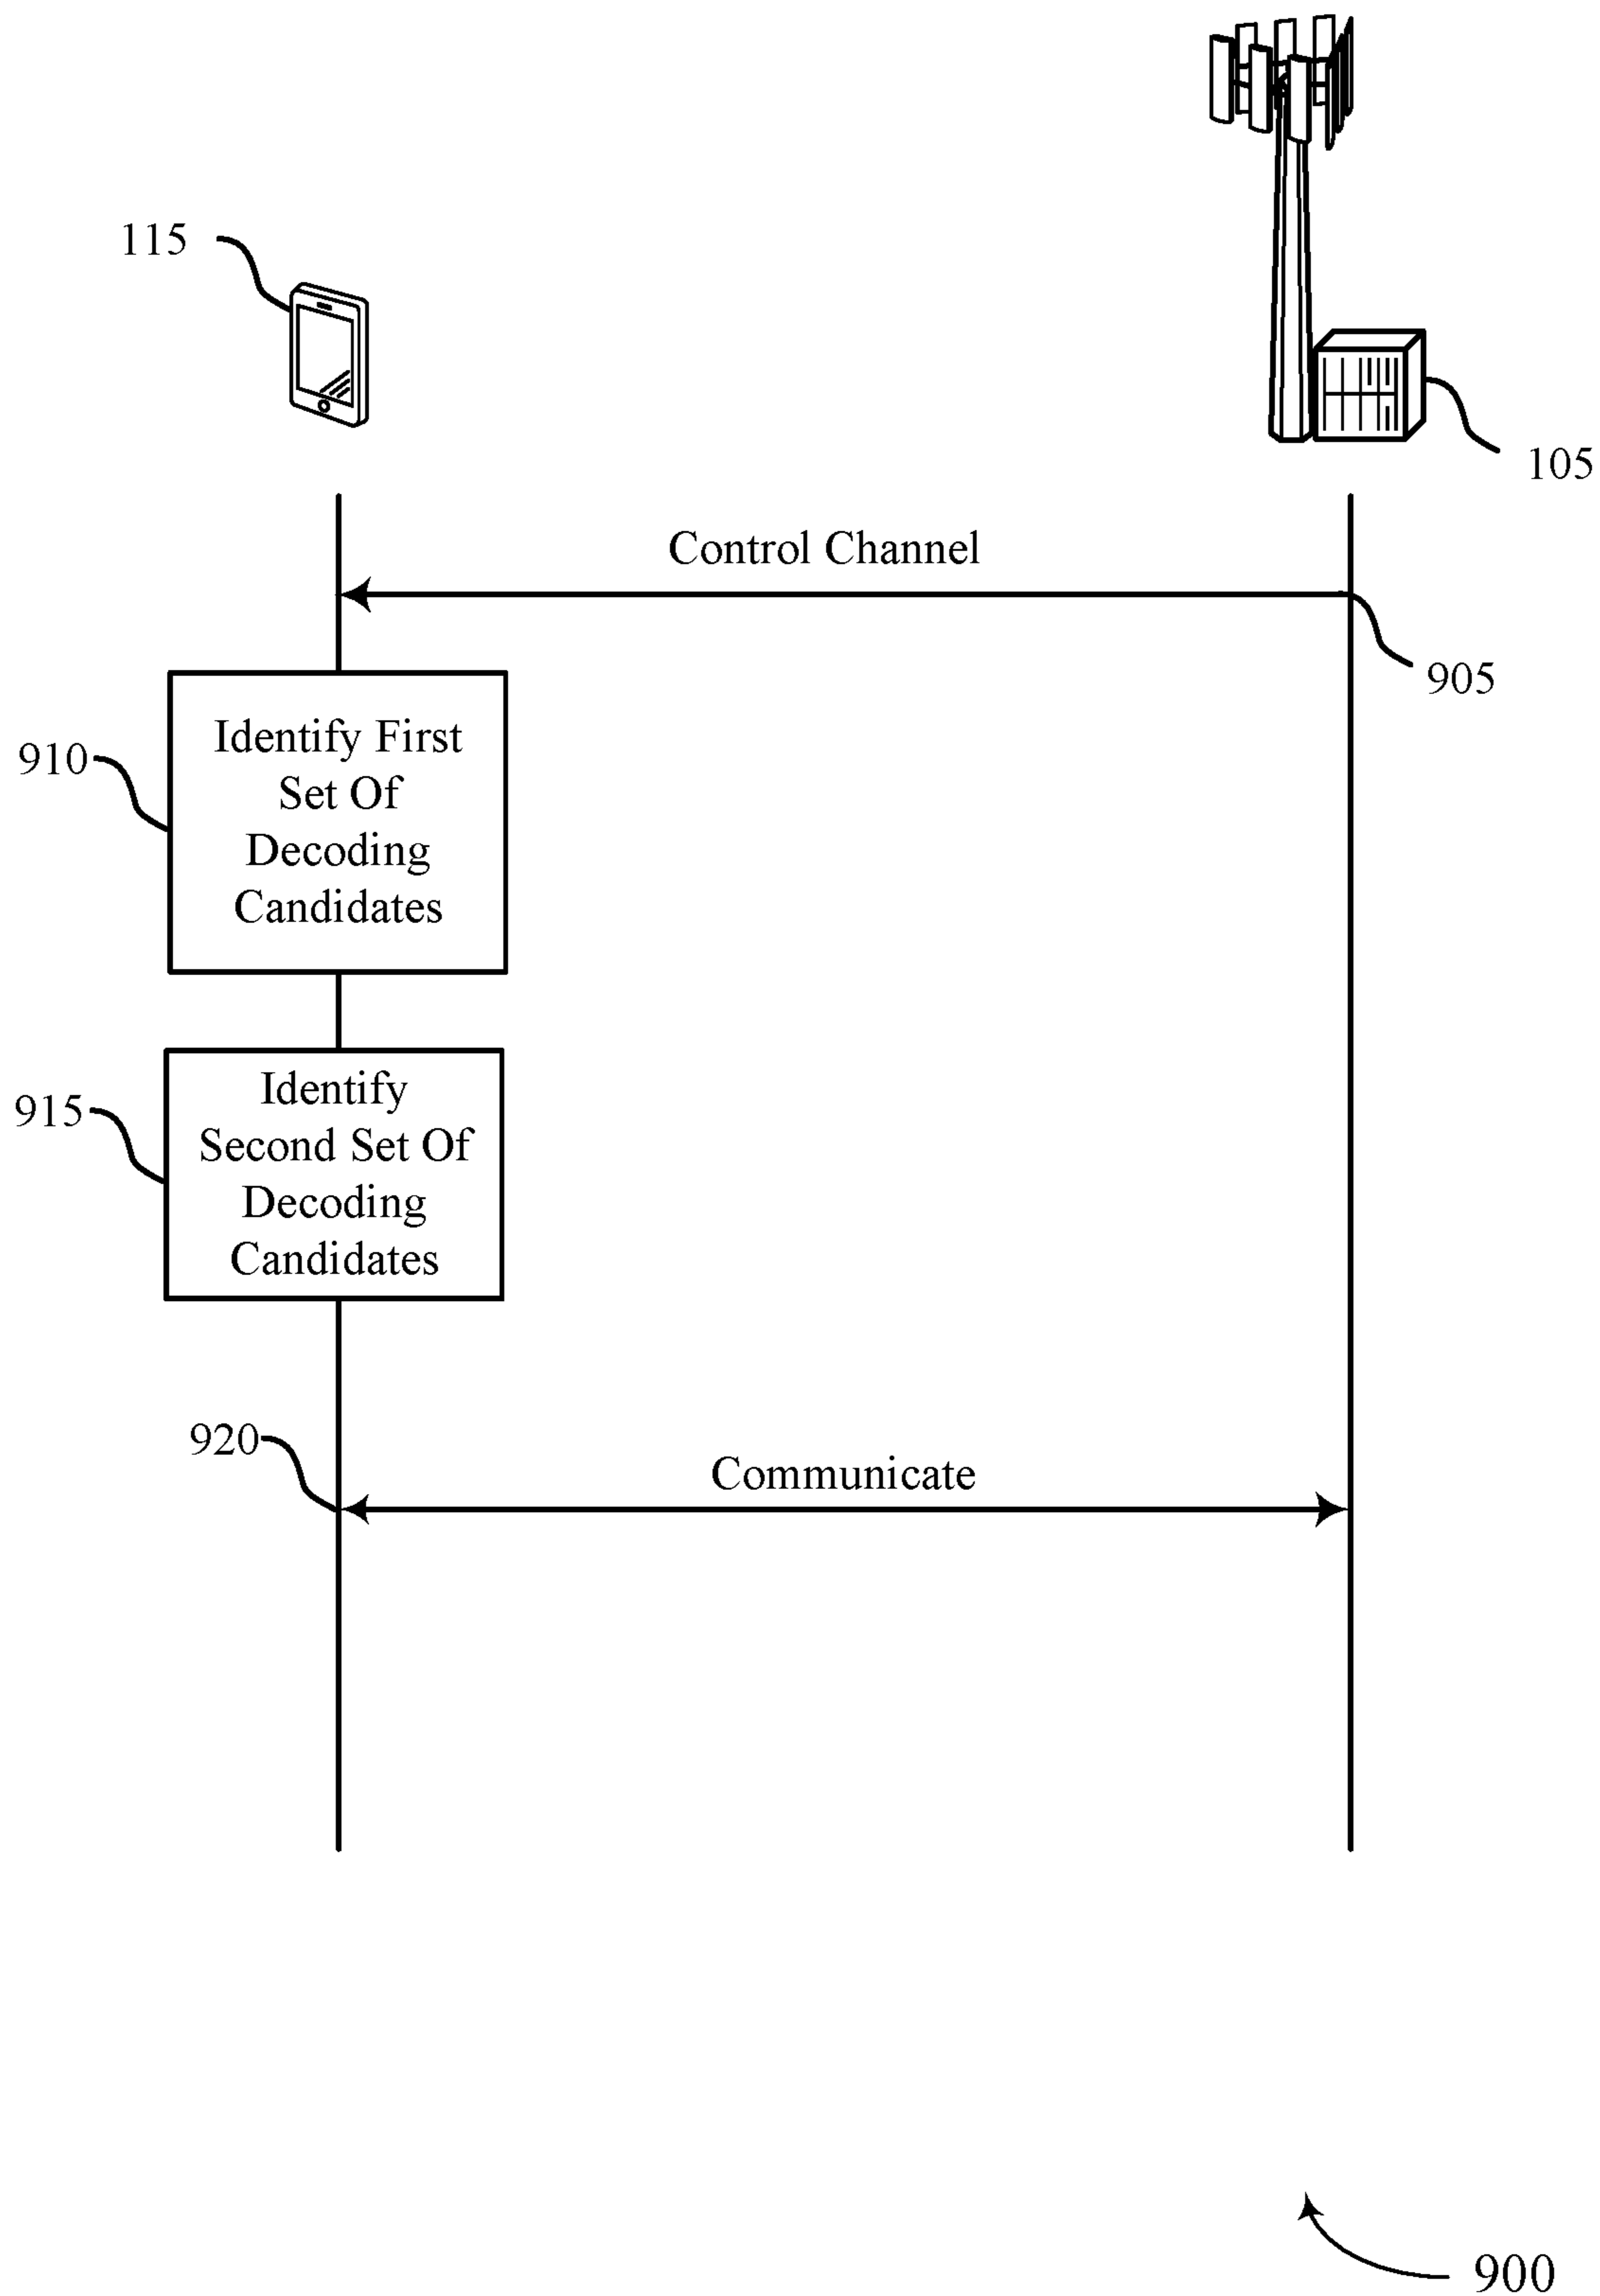 115
105
Control Channel
905
910
Identify First
Set Of
Decoding
Candidates
915
Identify
Second Set Of
Decoding
Candidates
920
Communicate
900